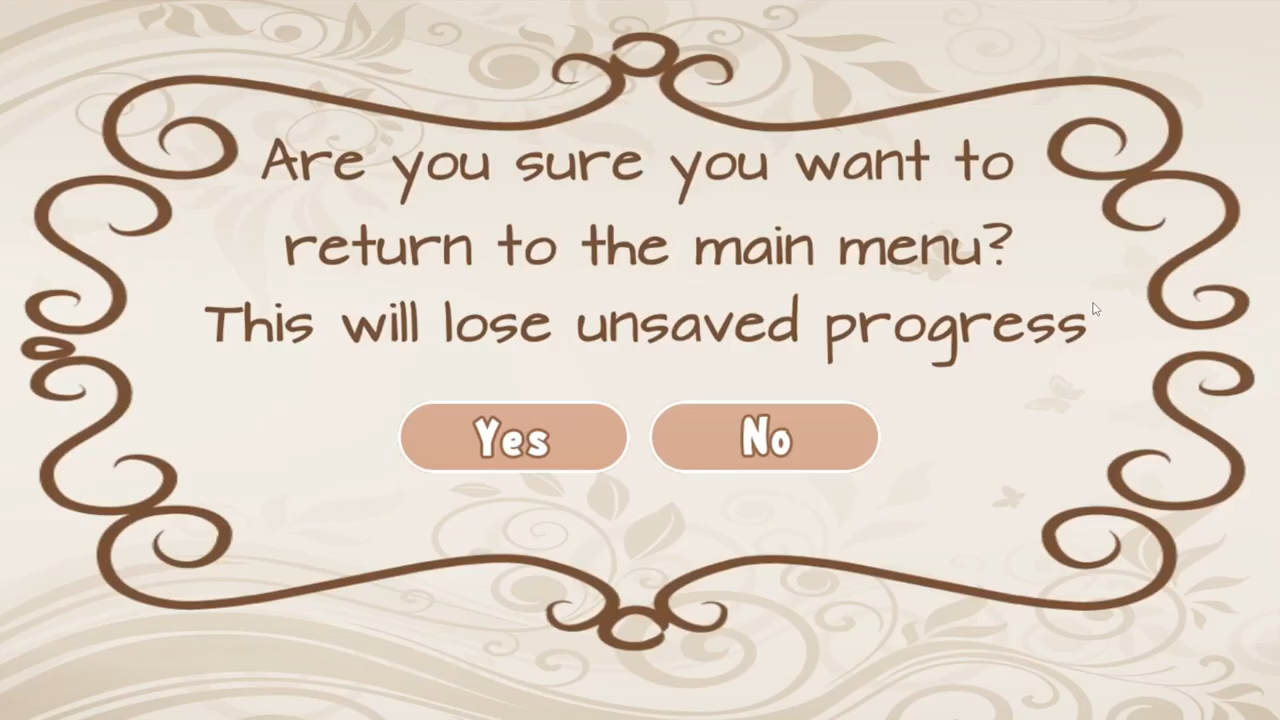 Are you sure you want to
return to the main menu?
This will lose unsaved progress
Yes No